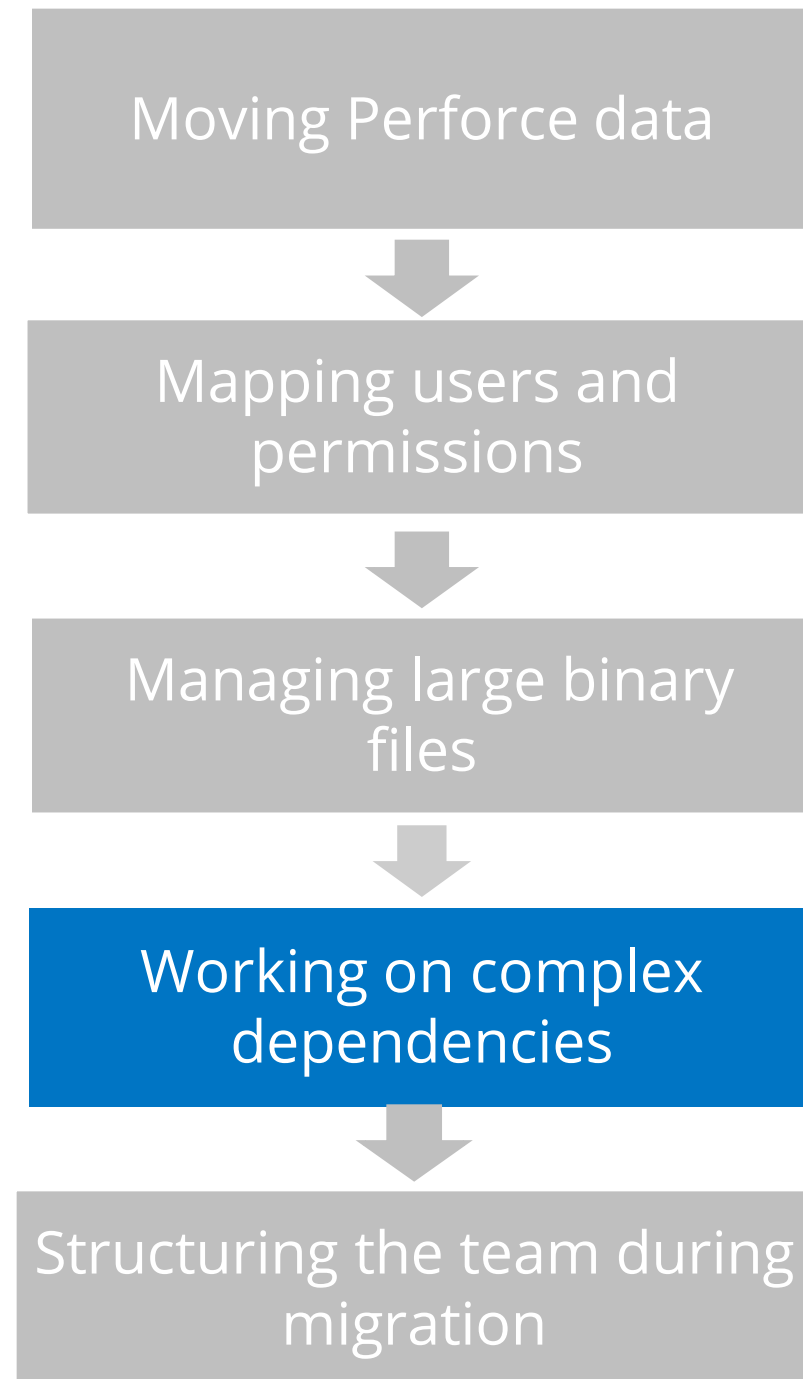 Moving Perforce data
Mapping users and
permissions
Managing large binary
files
Working on complex
dependencies
Structuring the team during
migration